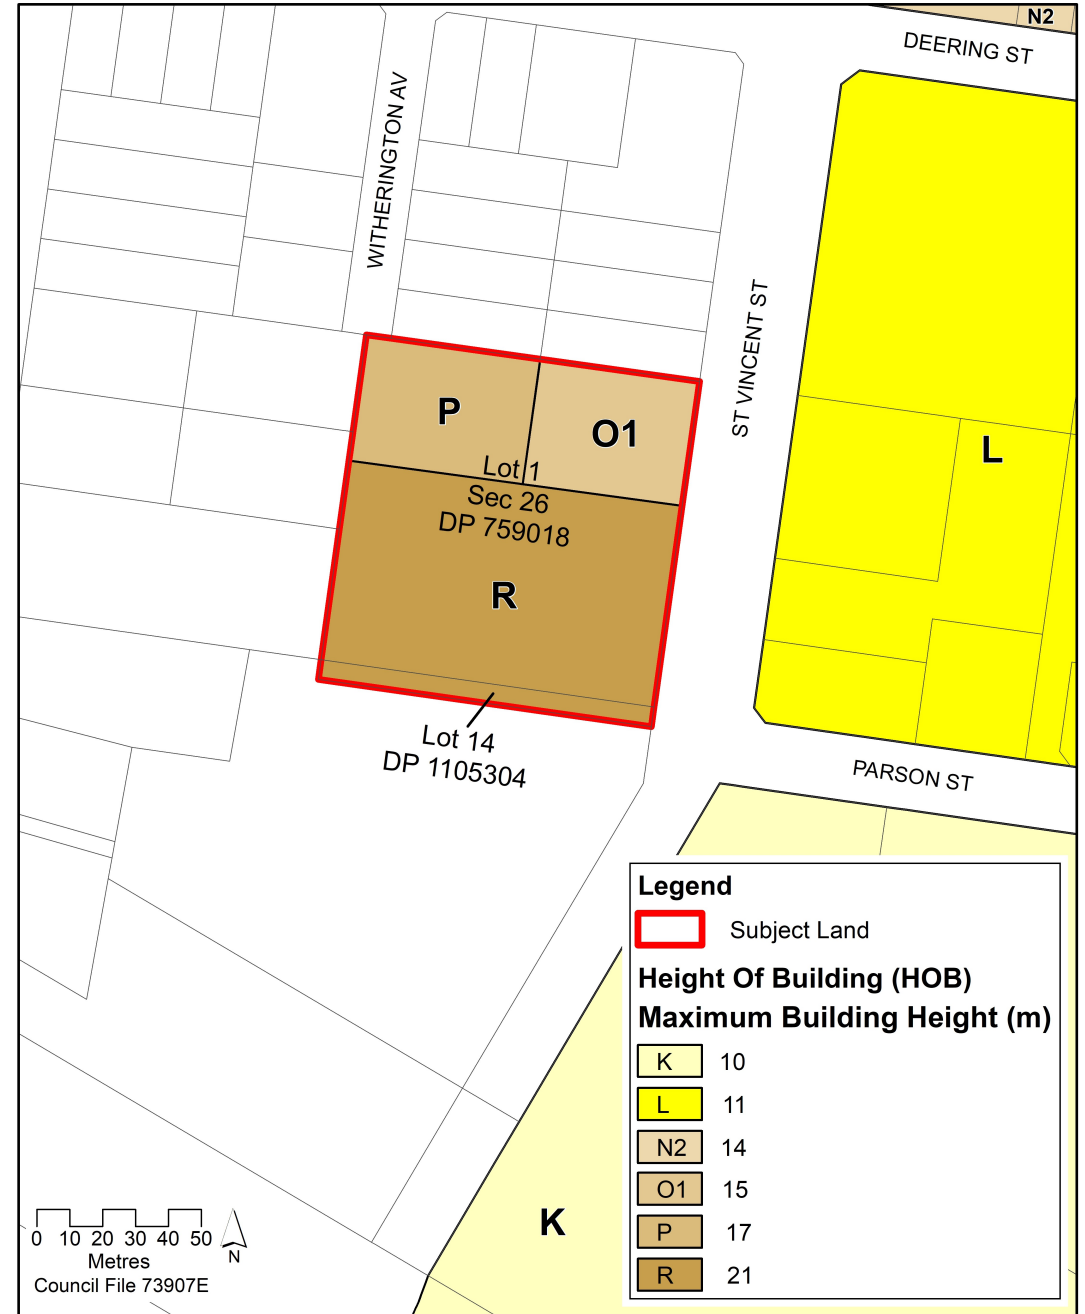 N2
DEERING ST
WITHERINGTON AV
ST VINCENT ST
P
O1
L
Lot 1
Sec 26
DP 759018
R
Lot 14
DP 1105304
PARSON ST
K
Legend
Subject Land
Height Of Building (HOB)
Maximum Building Height (m)
K 10
L 11
N2 14
O1 15
P 17
R 21
0 10 20 30 40 50
Metres
N
Council File 73907E